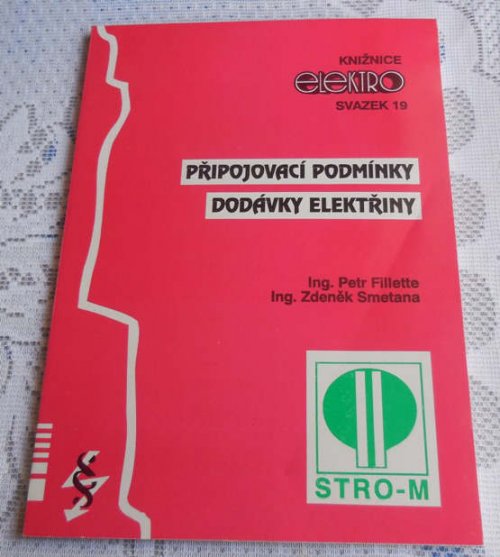 KNIŽNICE
elektro
SVAZEK 19
PŘIPOJOVACÍ PODMÍNKY
DODÁVKY ELEKTŘINY
Ing. Petr Fillette
Ing. Zdeněk Smetana
STRO-M